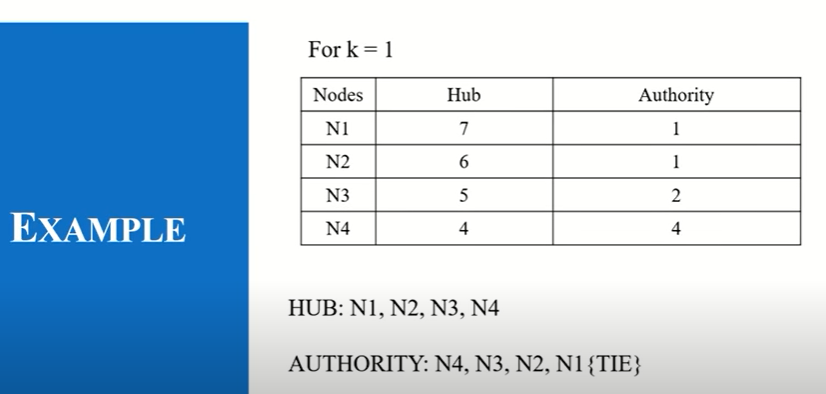 For k = 1
Nodes Hub Authority
N1 7 1
N2 6 1
N3 5 2
N4 4 4
EXAMPLE
HUB: N1, N2, N3, N4
AUTHORITY: N4, N3, N2, N1{TIE}